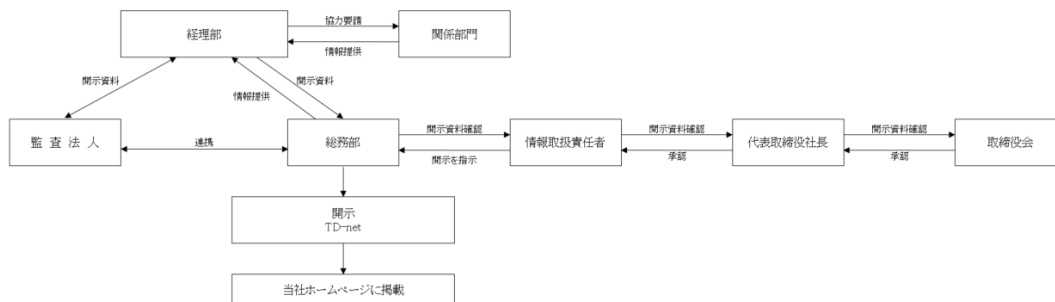 協力要請
経理部
関係部門
情報提供
開示資料
開示資料
情報提供
監査法人
連携
総務部
開示資料確認
開示を指示
情報取扱責任者
開示資料確認
承認
代表取締役社長
開示資料確認
承認
取締役会
開示
TD-net
当社ホームページに掲載